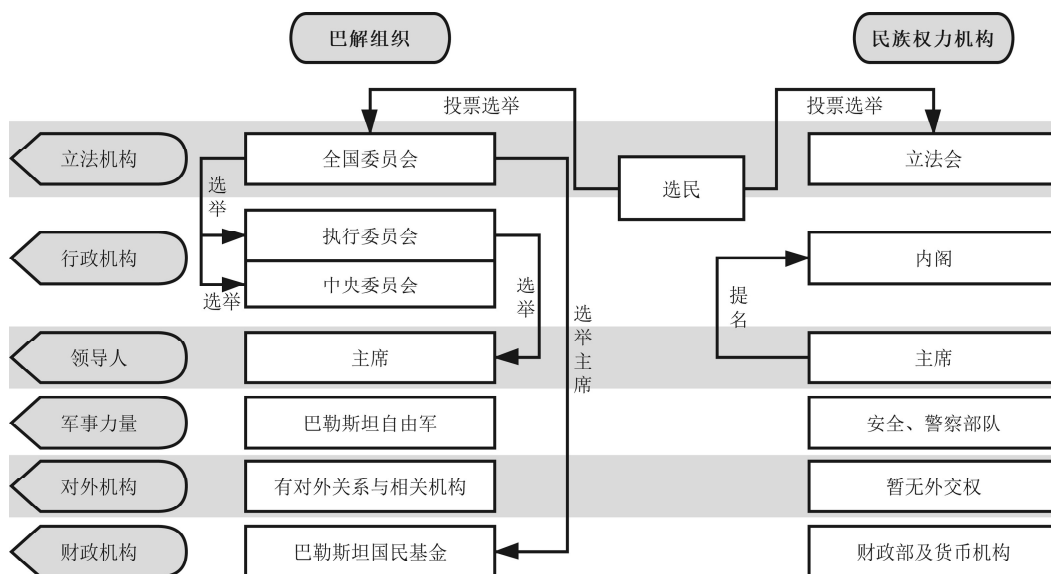 巴解组织
民族权力机构
投票选举
投票选举
立法机构
全国委员会
选民
立法会
选举
行政机构
执行委员会
中央委员会
选举
选举
选举主席
内阁
提名
领导人
主席
主席
军事力量
巴勒斯坦自由军
安全、警察部队
对外机构
有对外关系与相关机构
暂无外交权
财政机构
巴勒斯坦国民基金
财政部及货币机构